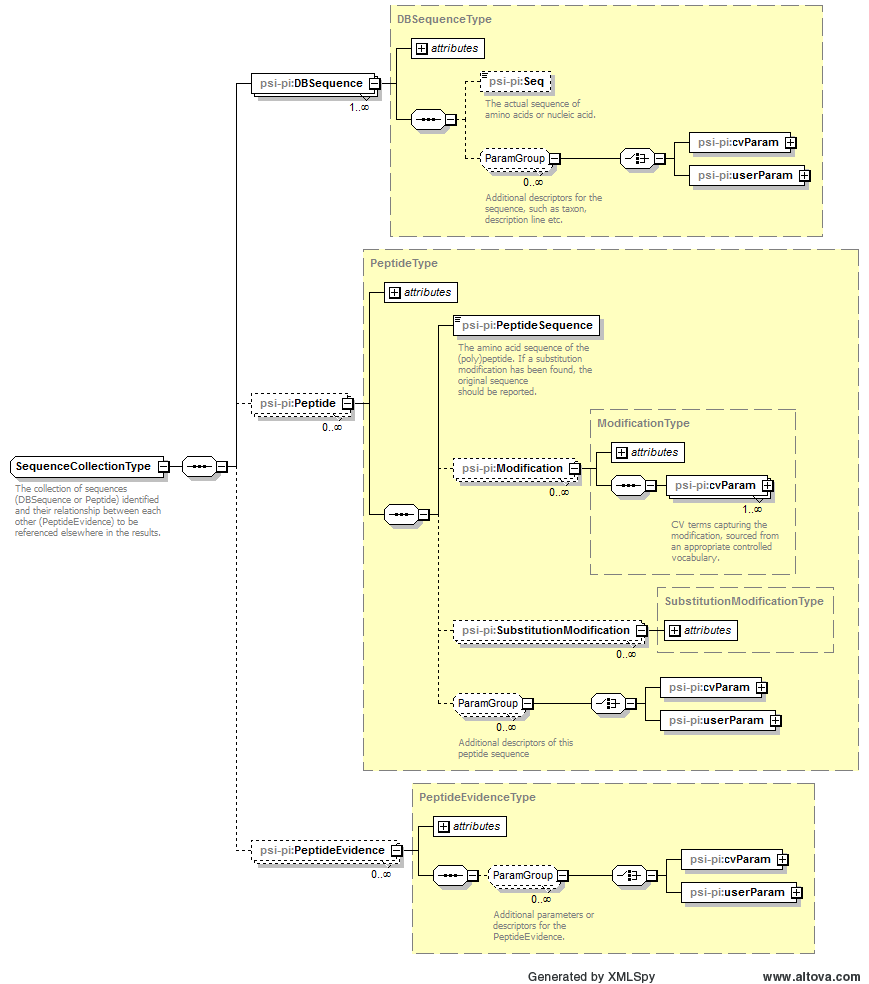 DBSequenceType
attributes
psi-pi:DBSequence
1..∞
psi-pi:Seq
The actual sequence of
amino acids or nucleic acid.
ParamGroup
0..∞
Additional descriptors for the
sequence, such as taxon,
description line etc.
psi-pi:cvParam
psi-pi:userParam
PeptideType
attributes
psi-pi:PeptideSequence
The amino acid sequence of the
(poly)peptide. If a substitution
modification has been found, the
original sequence
should be reported.
psi-pi:Peptide
0..∞
ModificationType
attributes
psi-pi:Modification
0..∞
psi-pi:cvParam
1..∞
CV terms capturing the
modification, sourced from
an appropriate controlled
vocabulary.
SequenceCollectionType
The collection of sequences
(DBSequence or Peptide) identified
and their relationship between each
other (PeptideEvidence) to be
referenced elsewhere in the results.
SubstitutionModificationType
psi-pi:SubstitutionModification
0..∞
attributes
ParamGroup
0..∞
Additional descriptors of this
peptide sequence
psi-pi:cvParam
psi-pi:userParam
PeptideEvidenceType
attributes
psi-pi:PeptideEvidence
0..∞
ParamGroup
0..∞
Additional parameters or
descriptors for the
PeptideEvidence.
psi-pi:cvParam
psi-pi:userParam
Generated by XMLSpy
www.altova.com